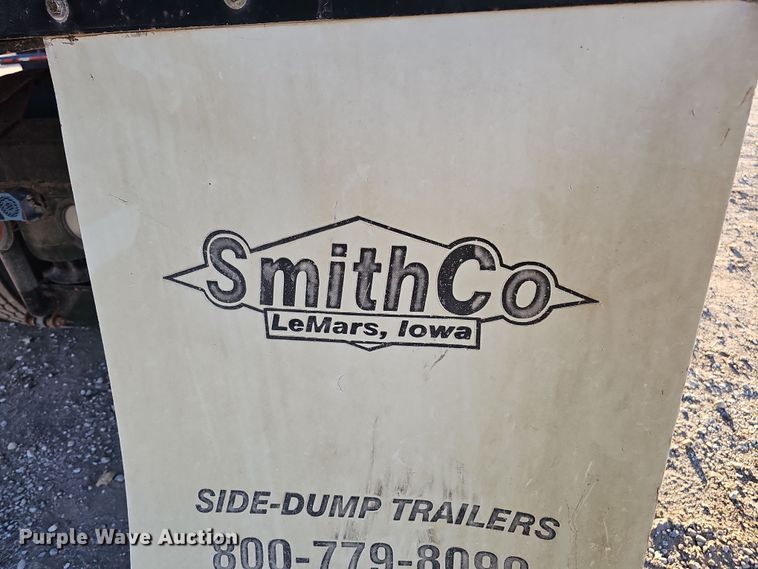 SmithCo
LeMars, Iowa
SIDE-DUMP TRAILERS
800-779-8099
Purple Wave Auction